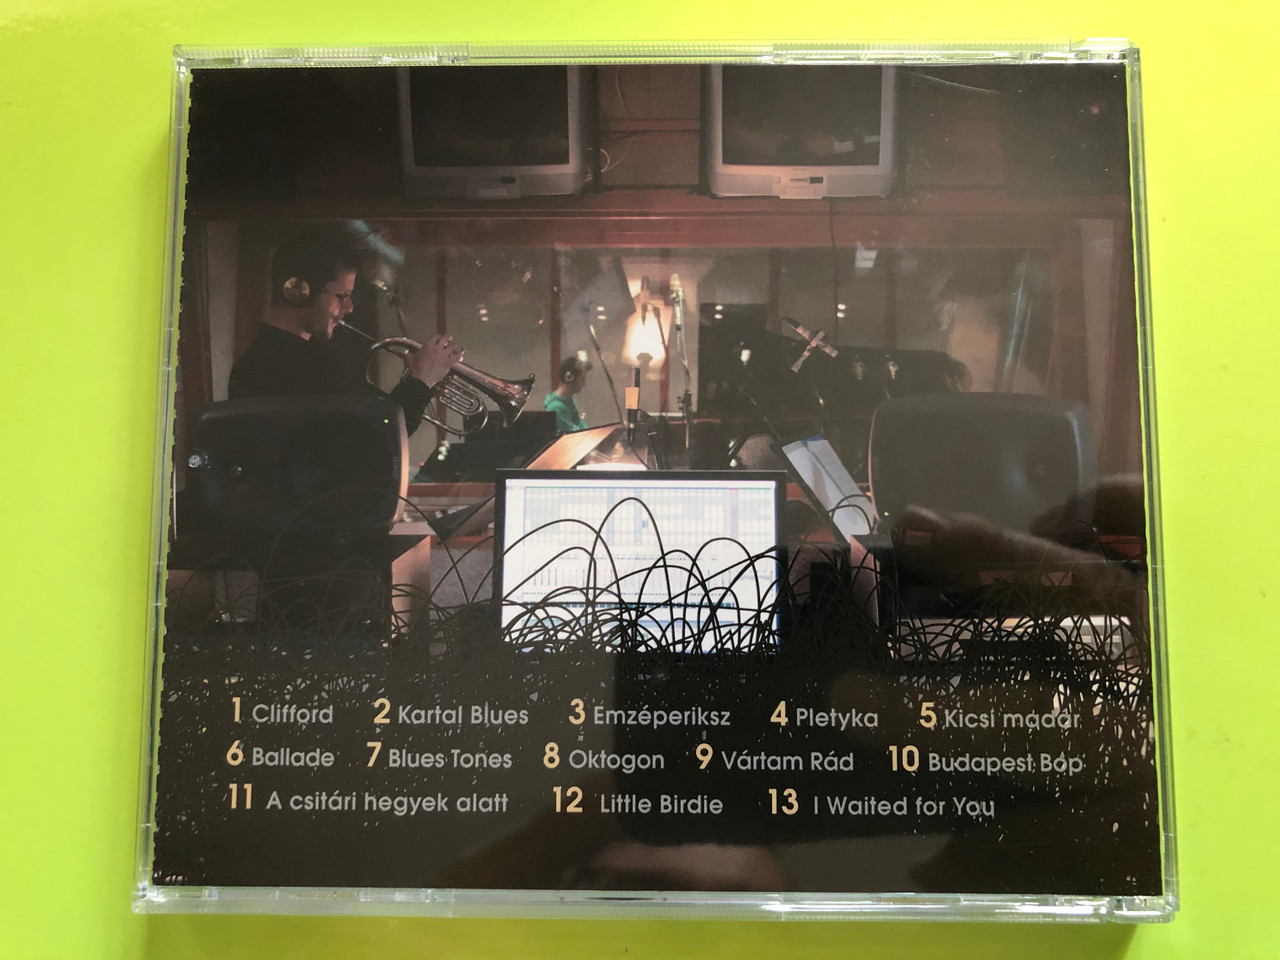 1 Clifford 2 Kartal Blues 3 Emzéperiksz 4 Pletyka 5 Kicsi madár
6 Ballade 7 Blues Tones 8 Oktogon 9 Vártam Rád 10 Budapest Bop
11 A csitári hegyek alatt 12 Little Birdie 13 I Waited for You